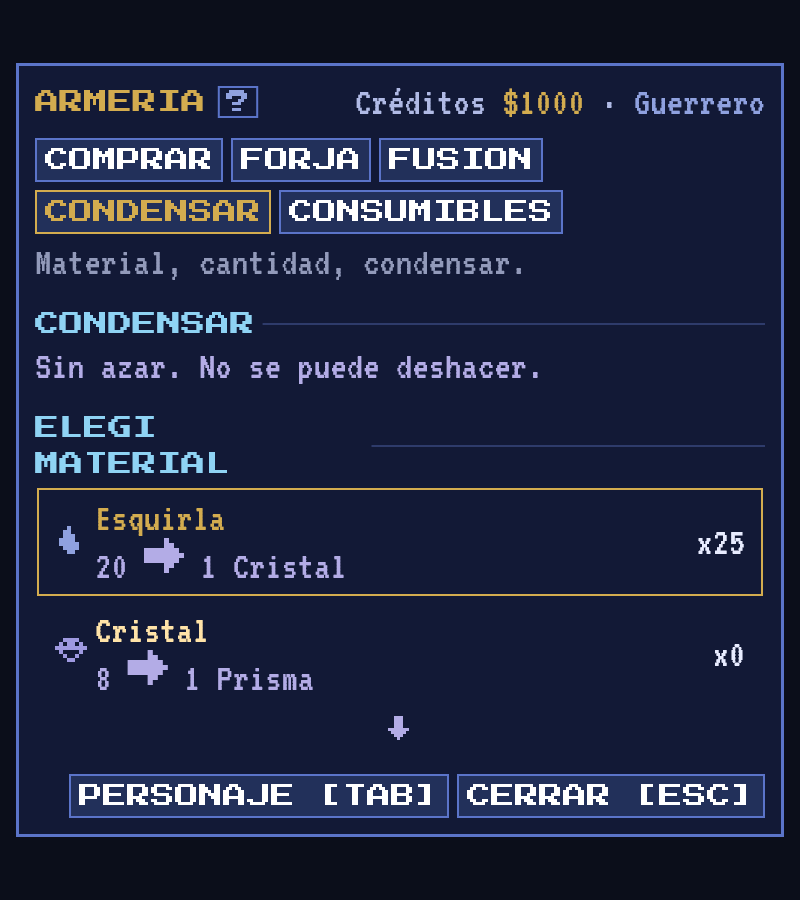 ARMERIA ? Créditos $1000 · Guerrero
COMPRAR FORJA FUSION
CONDENSAR CONSUMIBLES
Material, cantidad, condensar.
CONDENSAR
Sin azar. No se puede deshacer.
ELEGI
MATERIAL
Esquirla
20 1 Cristal x25
Cristal
8 1 Prisma x0
PERSONAJE [TAB] CERRAR [ESC]